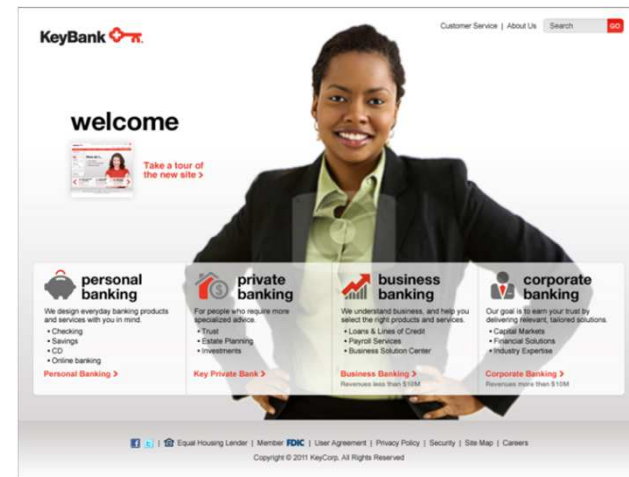 KeyBank
Customer Service | About Us
Search
GO
welcome
Take a tour of
the new site >
personal
banking
We design everyday banking products
and services with you in mind.
• Checking
• Savings
• CD
• Online banking
Personal Banking >
private
banking
For people who require more
specialized advice.
• Trust
• Estate Planning
• Investments
Key Private Bank >
business
banking
We understand business, and help you
select the right products and services.
• Loans & Lines of Credit
• Payroll Services
• Business Solution Center
Business Banking >
Revenues less than $10M
corporate
banking
Our goal is to earn your trust by
delivering relevant, tailored solutions.
• Capital Markets
• Financial Solutions
• Industry Expertise
Corporate Banking >
Revenues more than $10M
| Equal Housing Lender | Member FDIC | User Agreement | Privacy Policy | Security | Site Map | Careers
Copyright © 2011 KeyCorp. All Rights Reserved